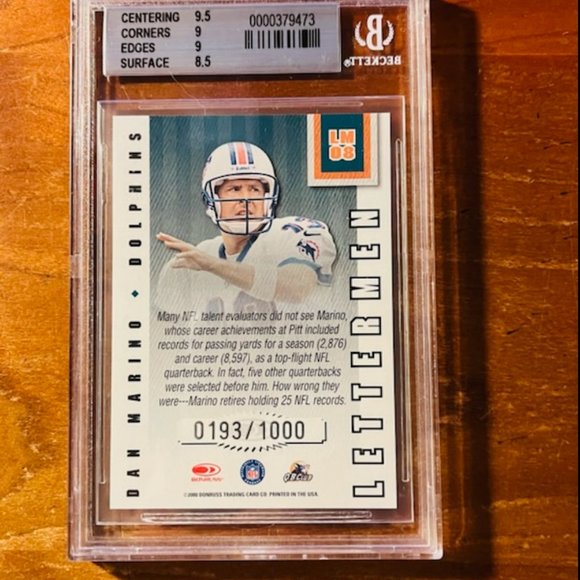 CENTERING 9.5
CORNERS 9
EDGES 9
SURFACE 8.5
0000379473
BECKETT
LM
08
DAN MARINO • DOLPHINS
LETTERMEN
Many NFL talent evaluators did not see Marino,
whose career achievements at Pitt included
records for passing yards for a season (2,876)
and career (8,597), as a top-flight NFL
quarterback. In fact, five other quarterbacks
were selected before him. How wrong they
were---Marino retires holding 25 NFL records.
0193/1000
DONRUSS
QB CLUB
©2000 DONRUSS TRADING CARD CO. PRINTED IN THE USA.